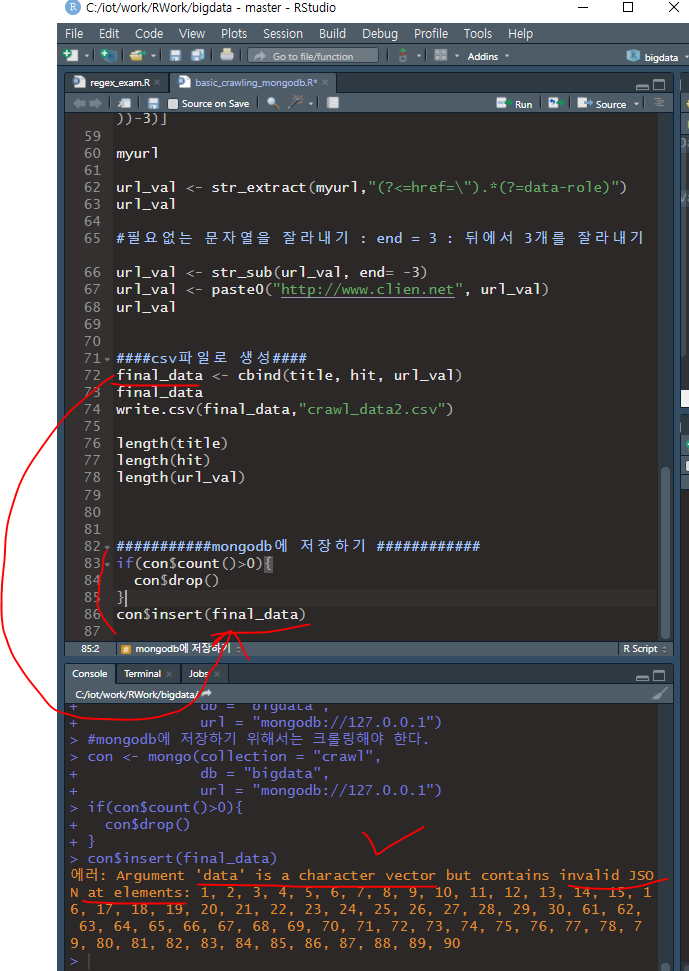 C:/iot/work/RWork/bigdata - master - RStudio
File Edit Code View Plots Session Build Debug Profile Tools Help
Go to file/function Addins bigdata
regex_exam.R basic_crawling_mongodb.R*
Source on Save Run Source
))-3)]
59
60 myurl
61
62 url_val <- str_extract(myurl,"(?<=href=\").*(?=data-role)")
63 url_val
64
65 #필요없는 문자열을 잘라내기 : end = 3 : 뒤에서 3개를 잘라내기
66 url_val <- str_sub(url_val, end= -3)
67 url_val <- paste0("http://www.clien.net", url_val)
68 url_val
69
70
71 ####csv파일로 생성####
72 final_data <- cbind(title, hit, url_val)
73 final_data
74 write.csv(final_data,"crawl_data2.csv")
75
76 length(title)
77 length(hit)
78 length(url_val)
79
80
81
82 ###########mongodb에 저장하기 ############
83 if(con$count()>0){
84 con$drop()
85 }
86 con$insert(final_data)
87
85:2 # mongodb에 저장하기 R Script
Console Terminal Jobs
C:/iot/work/RWork/bigdata/
+ db = "bigdata",
+ url = "mongodb://127.0.0.1")
> #mongodb에 저장하기 위해서는 크롤링해야 한다.
> con <- mongo(collection = "crawl",
+ db = "bigdata",
+ url = "mongodb://127.0.0.1")
> if(con$count()>0){
+ con$drop()
+ }
> con$insert(final_data)
에러: Argument 'data' is a character vector but contains invalid JSO
N at elements: 1, 2, 3, 4, 5, 6, 7, 8, 9, 10, 11, 12, 13, 14, 15, 1
6, 17, 18, 19, 20, 21, 22, 23, 24, 25, 26, 27, 28, 29, 30, 61, 62,
63, 64, 65, 66, 67, 68, 69, 70, 71, 72, 73, 74, 75, 76, 77, 78, 7
9, 80, 81, 82, 83, 84, 85, 86, 87, 88, 89, 90
>